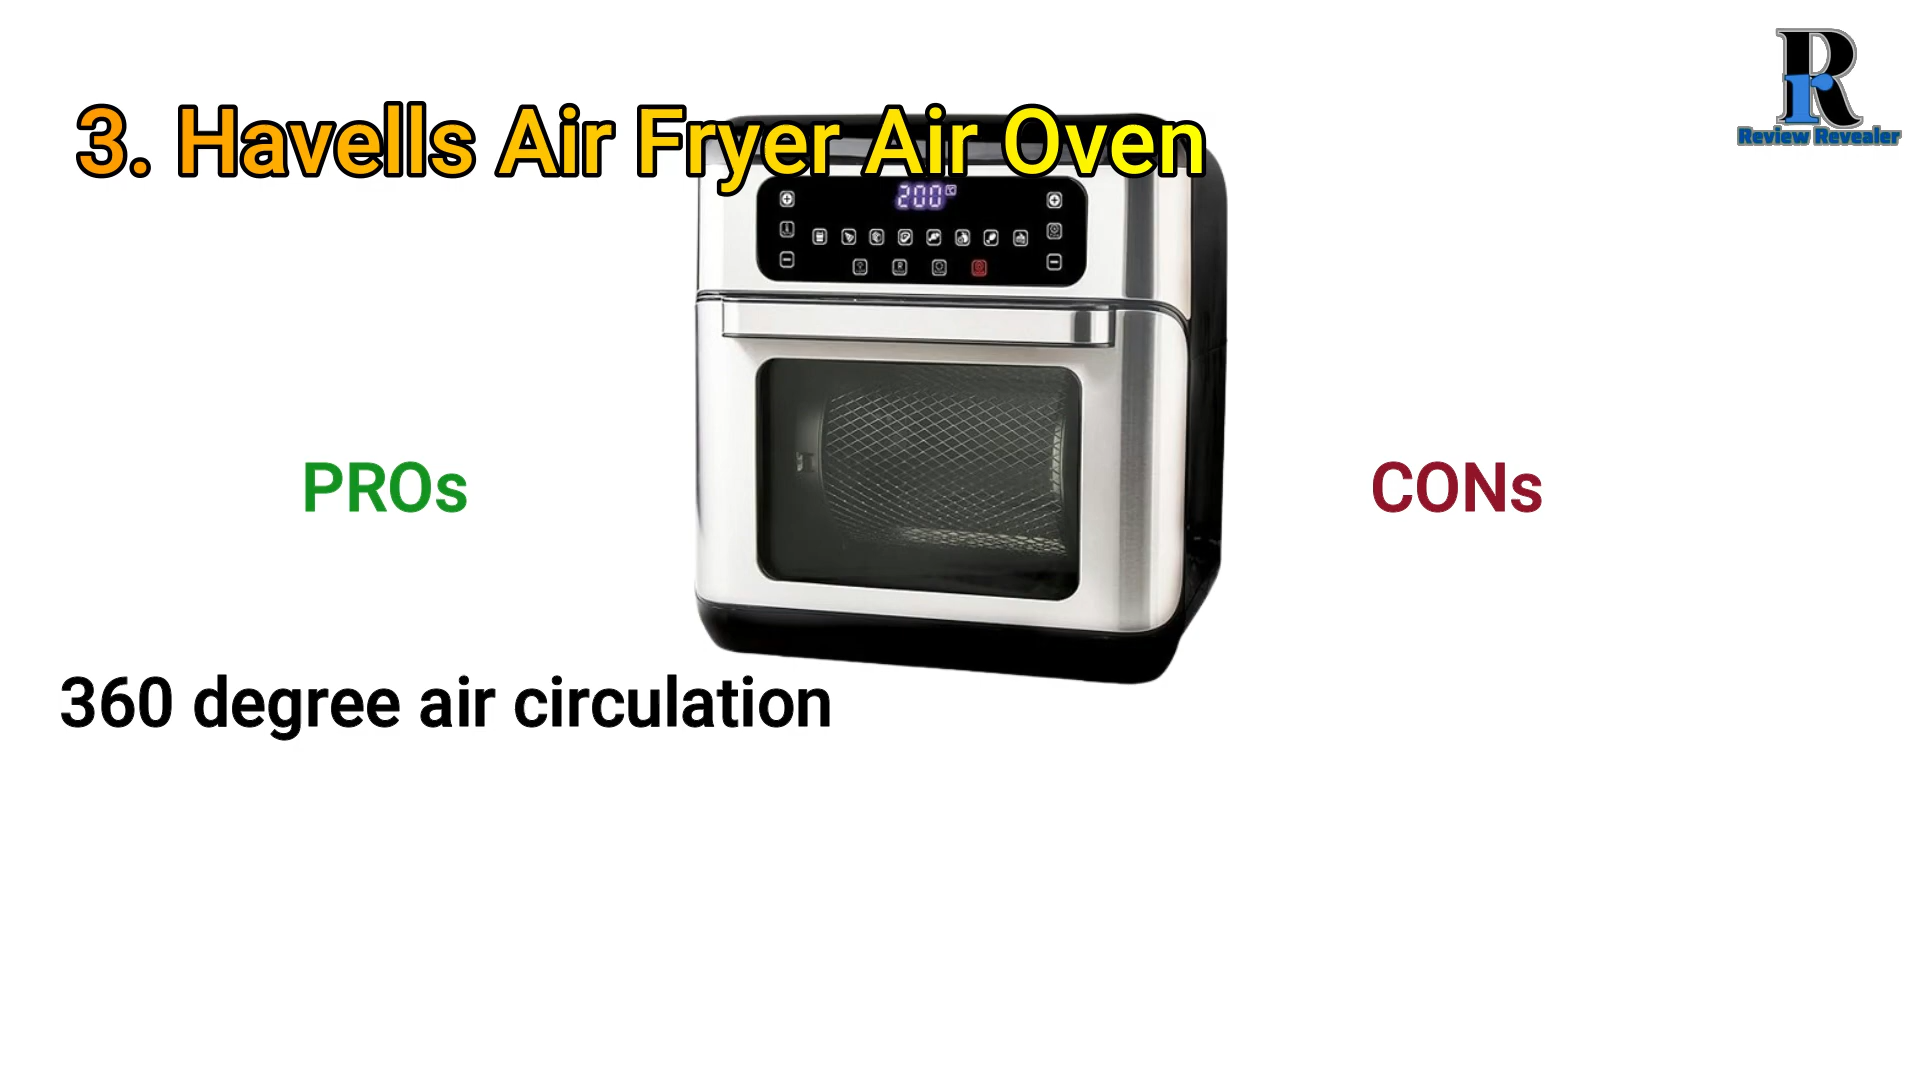 R
r
Review Revealer
3. Havells Air Fryer Air Oven
200°C
PROs
CONs
360 degree air circulation